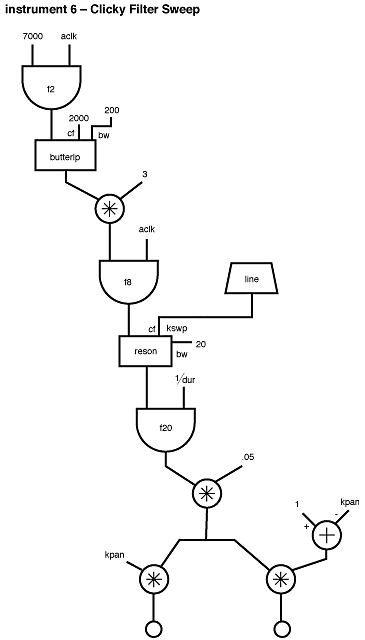 instrument 6 – Clicky Filter Sweep
7000 aclk
f2
200
2000
cf bw
butterlp
3
aclk
f8
line
cf kswp
20
reson
bw
1/dur
f20
.05
1 kpan
+ -
kpan